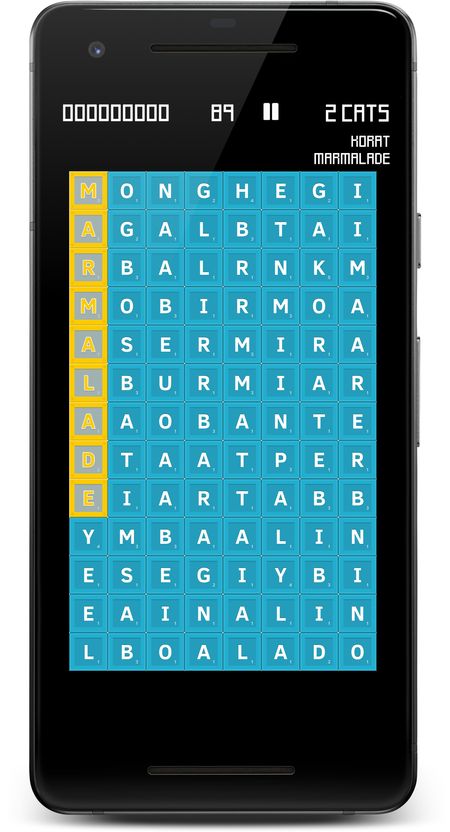 000000000 89 2 CATS
KORAT
MARMALADE
M O N G H E G I
A G A L B T A I
R B A L R N K M
M O B I R M O A
A S E R M I R A
L B U R M I A R
A A O B A N T E
D T A A T P E R
E I A R T A B B
Y M B A A L I N
E S E G I Y B I
E A I N A L I N
L B O A L A D O